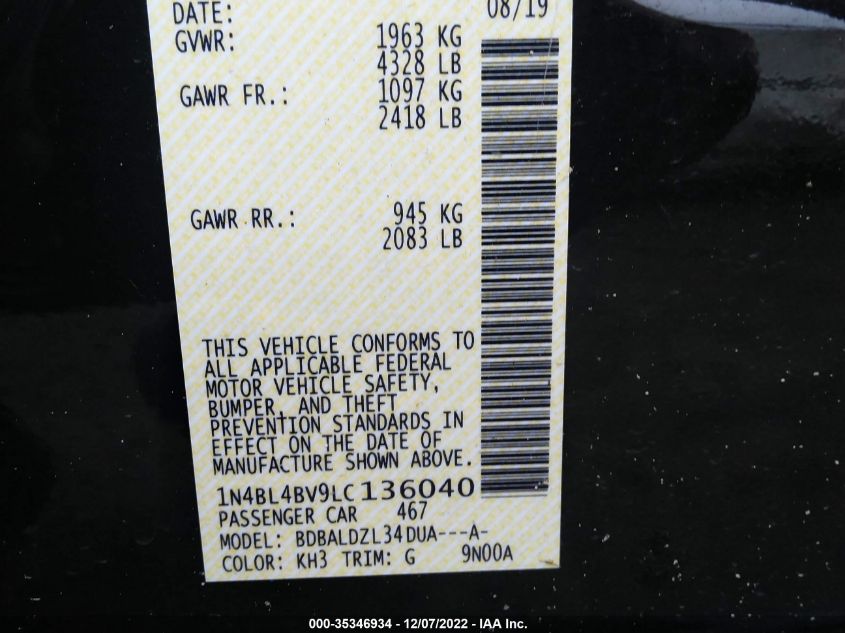 DATE: 08/19
GVWR: 1963 KG
4328 LB
GAWR FR.: 1097 KG
2418 LB
GAWR RR.: 945 KG
2083 LB
THIS VEHICLE CONFORMS TO
ALL APPLICABLE FEDERAL
MOTOR VEHICLE SAFETY,
BUMPER, AND THEFT
PREVENTION STANDARDS IN
EFFECT ON THE DATE OF
MANUFACTURE SHOWN ABOVE.
1N4BL4BV9LC136040
PASSENGER CAR 467
MODEL: BDBALDZL34DUA---A-
COLOR: KH3 TRIM: G 9N00A
000-35346934 - 12/07/2022 - IAA Inc.